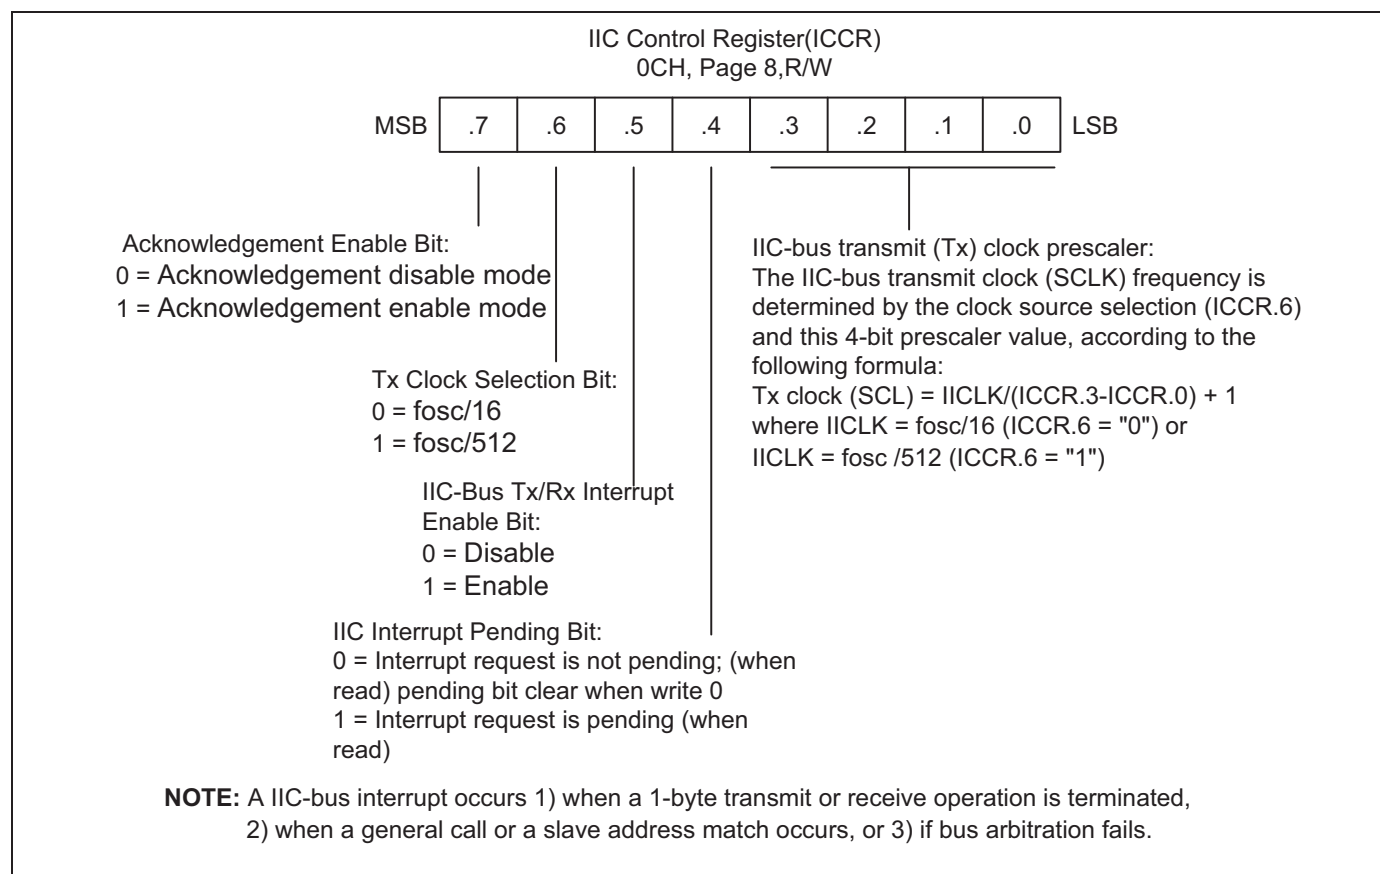 IIC Control Register(ICCR)
0CH, Page 8,R/W
MSB .7 .6 .5 .4 .3 .2 .1 .0 LSB
Acknowledgement Enable Bit:
0 = Acknowledgement disable mode
1 = Acknowledgement enable mode
Tx Clock Selection Bit:
0 = fosc/16
1 = fosc/512
IIC-Bus Tx/Rx Interrupt
Enable Bit:
0 = Disable
1 = Enable
IIC Interrupt Pending Bit:
0 = Interrupt request is not pending; (when
read) pending bit clear when write 0
1 = Interrupt request is pending (when
read)
IIC-bus transmit (Tx) clock prescaler:
The IIC-bus transmit clock (SCLK) frequency is
determined by the clock source selection (ICCR.6)
and this 4-bit prescaler value, according to the
following formula:
Tx clock (SCL) = IICLK/(ICCR.3-ICCR.0) + 1
where IICLK = fosc/16 (ICCR.6 = "0") or
IICLK = fosc /512 (ICCR.6 = "1")
NOTE: A IIC-bus interrupt occurs 1) when a 1-byte transmit or receive operation is terminated,
2) when a general call or a slave address match occurs, or 3) if bus arbitration fails.